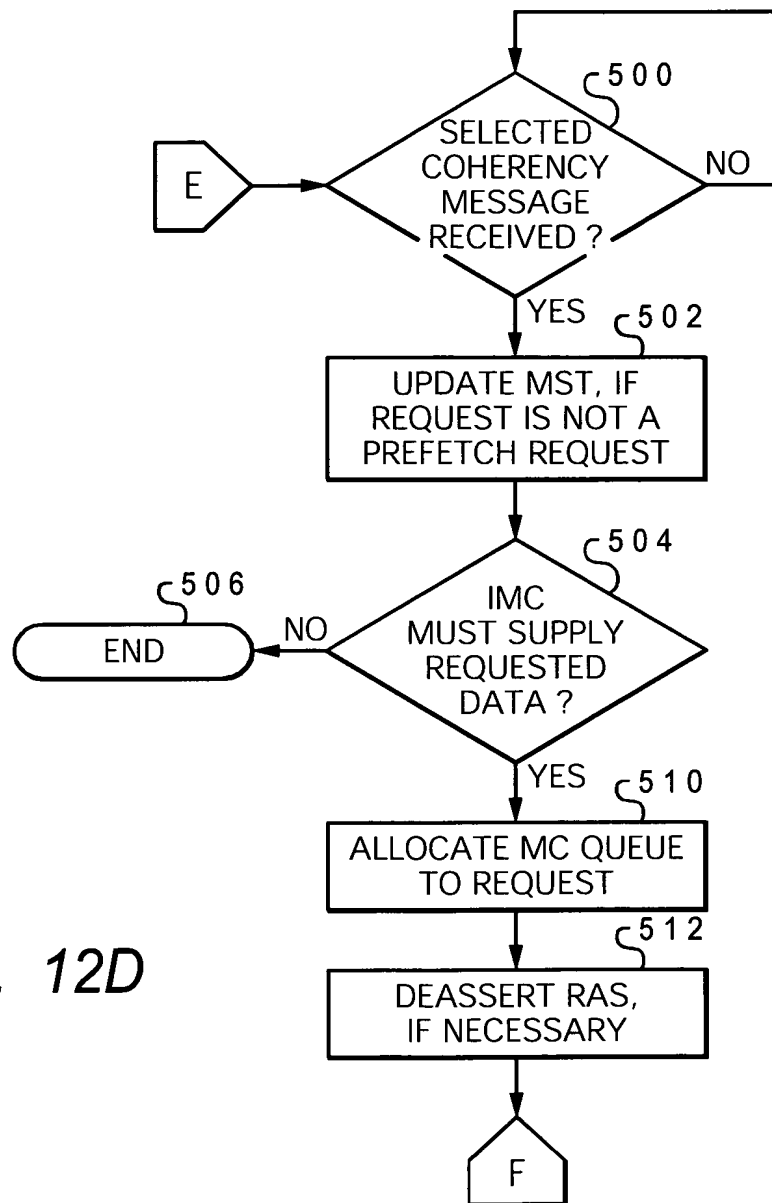 500
SELECTED
COHERENCY
MESSAGE
RECEIVED ?
NO
E
YES
502
UPDATE MST, IF
REQUEST IS NOT A
PREFETCH REQUEST
504
506
IMC
MUST SUPPLY
REQUESTED
DATA ?
NO
END
YES
510
ALLOCATE MC QUEUE
TO REQUEST
512
. 12D
DEASSERT RAS,
IF NECESSARY
F